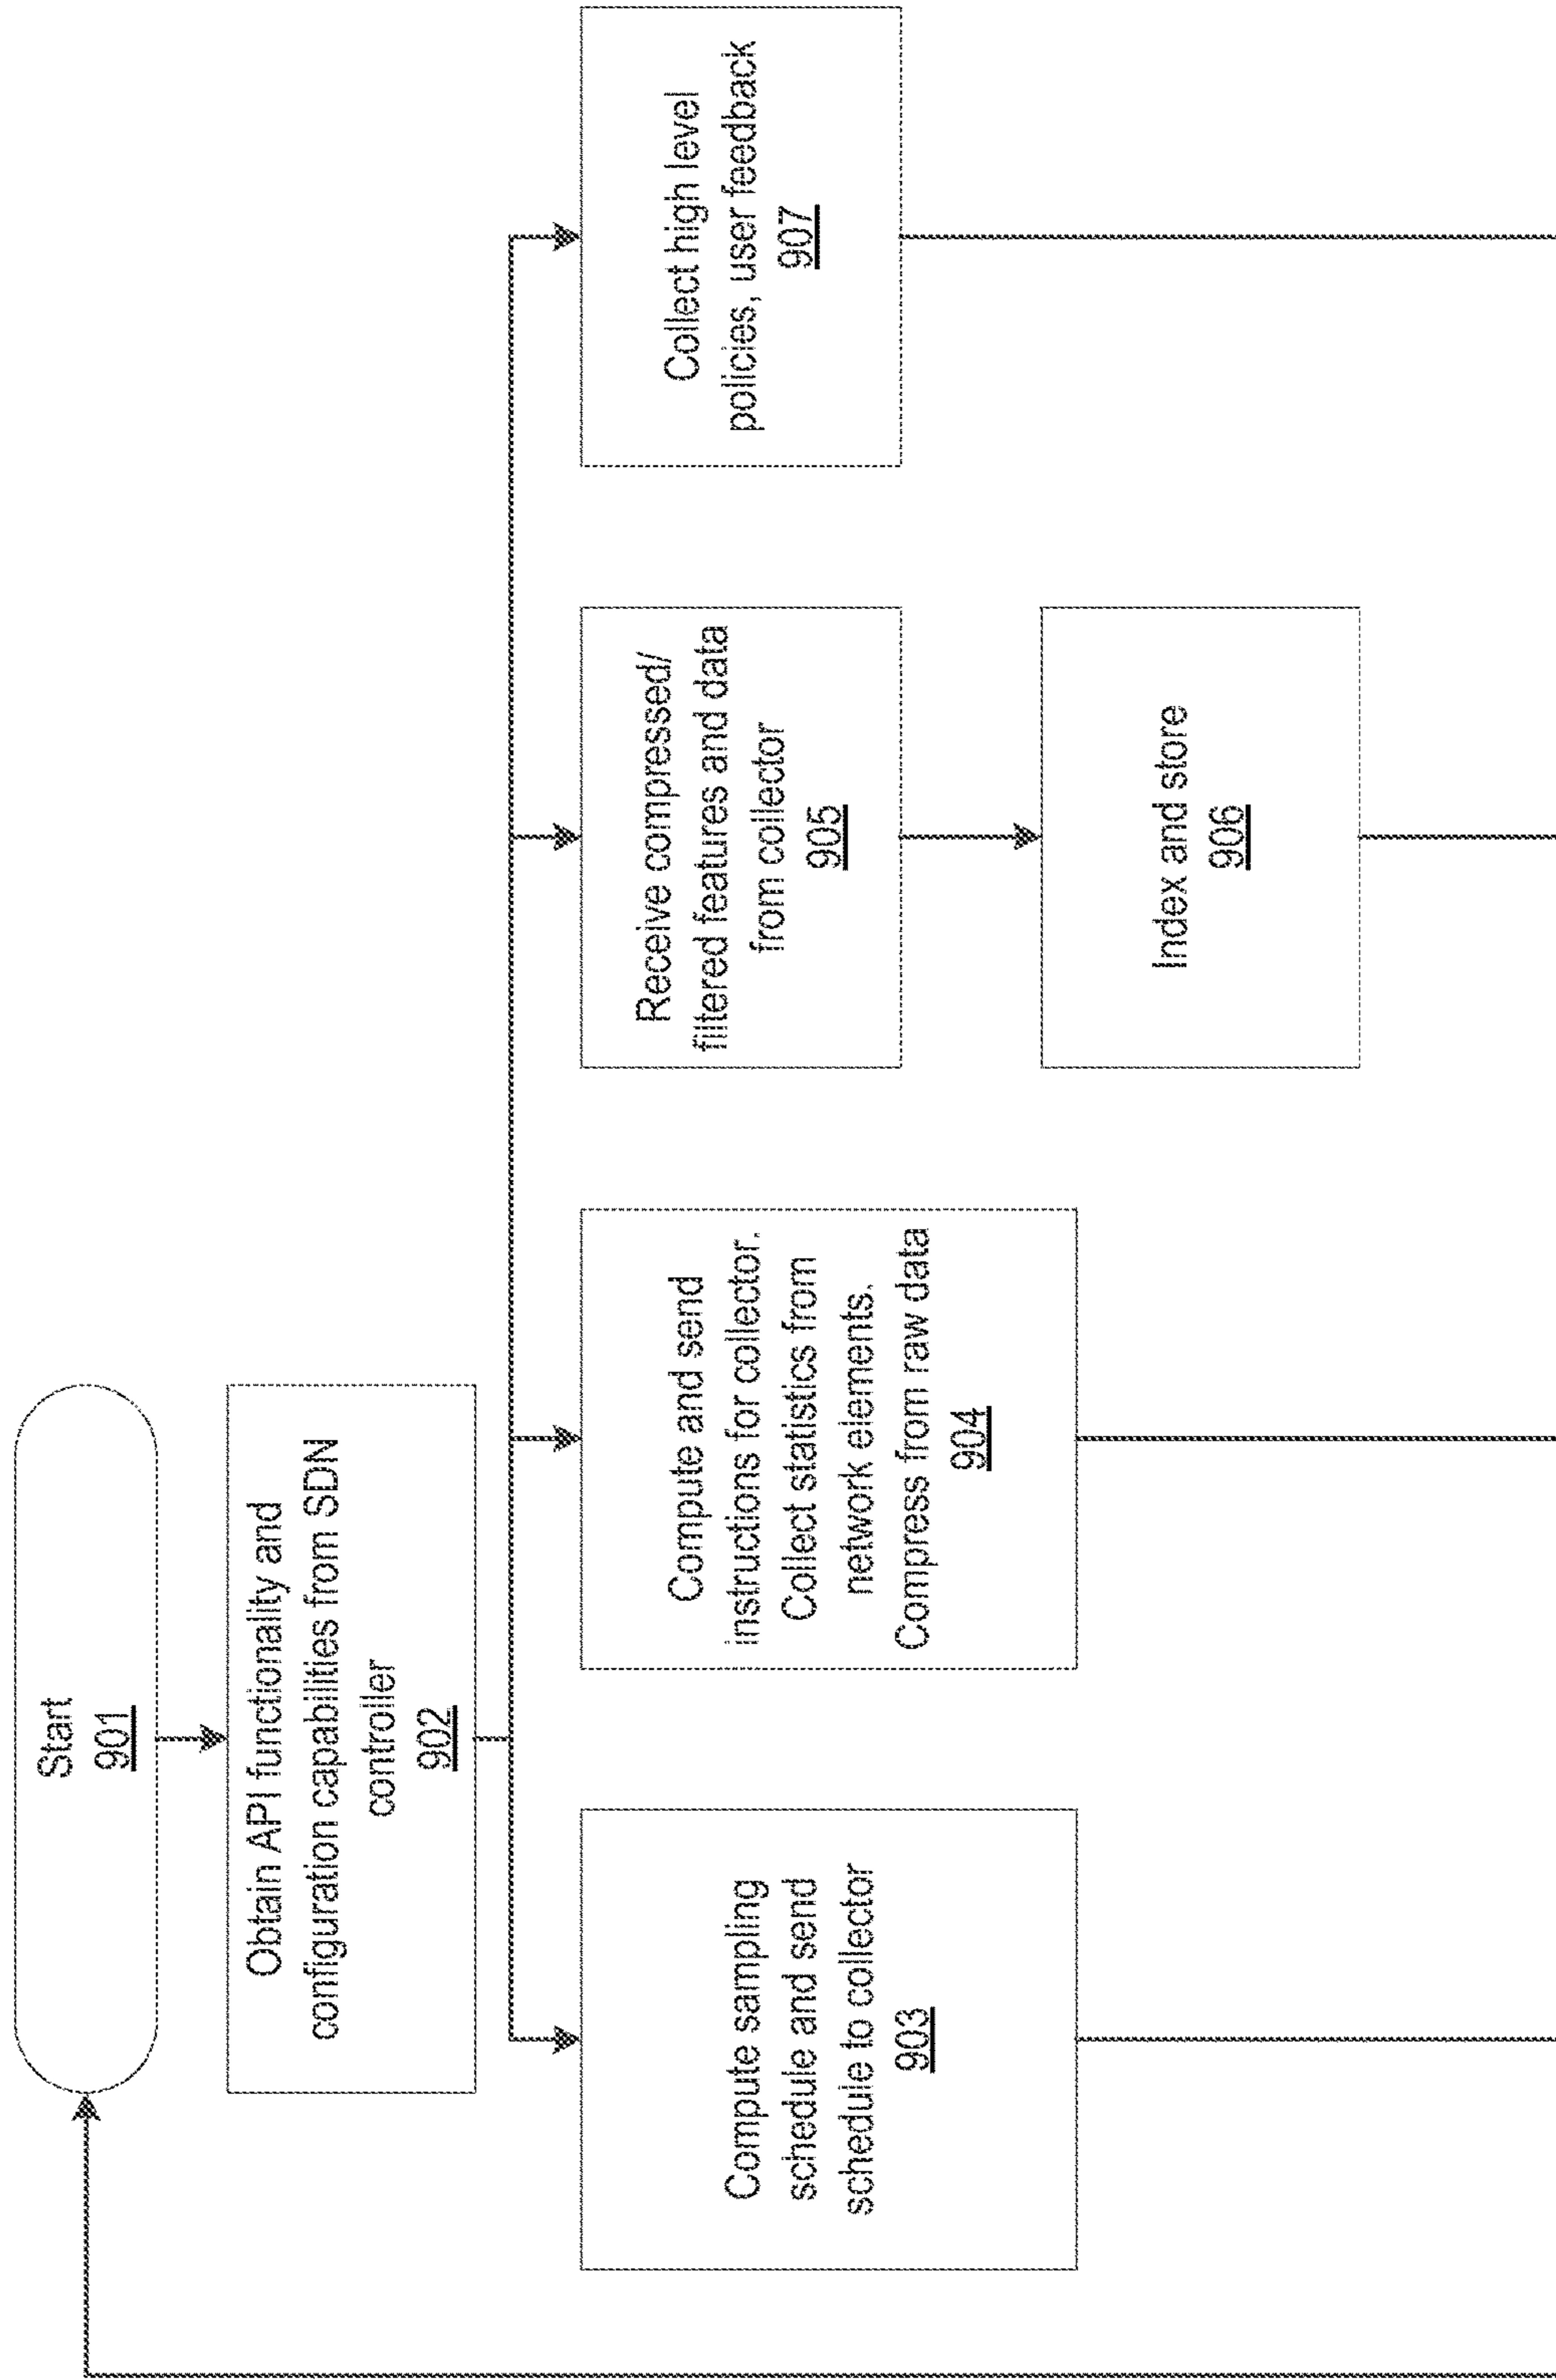 Start
901
Obtain API functionality and
configuration capabilities from SDN
controller
902
Compute sampling
schedule and send
schedule to collector
903
Compute and send
instructions for collector.
Collect statistics from
network elements.
Compress from raw data
904
Receive compressed/
filtered features and data
from collector
905
Index and store
906
Collect high level
policies, user feedback
907